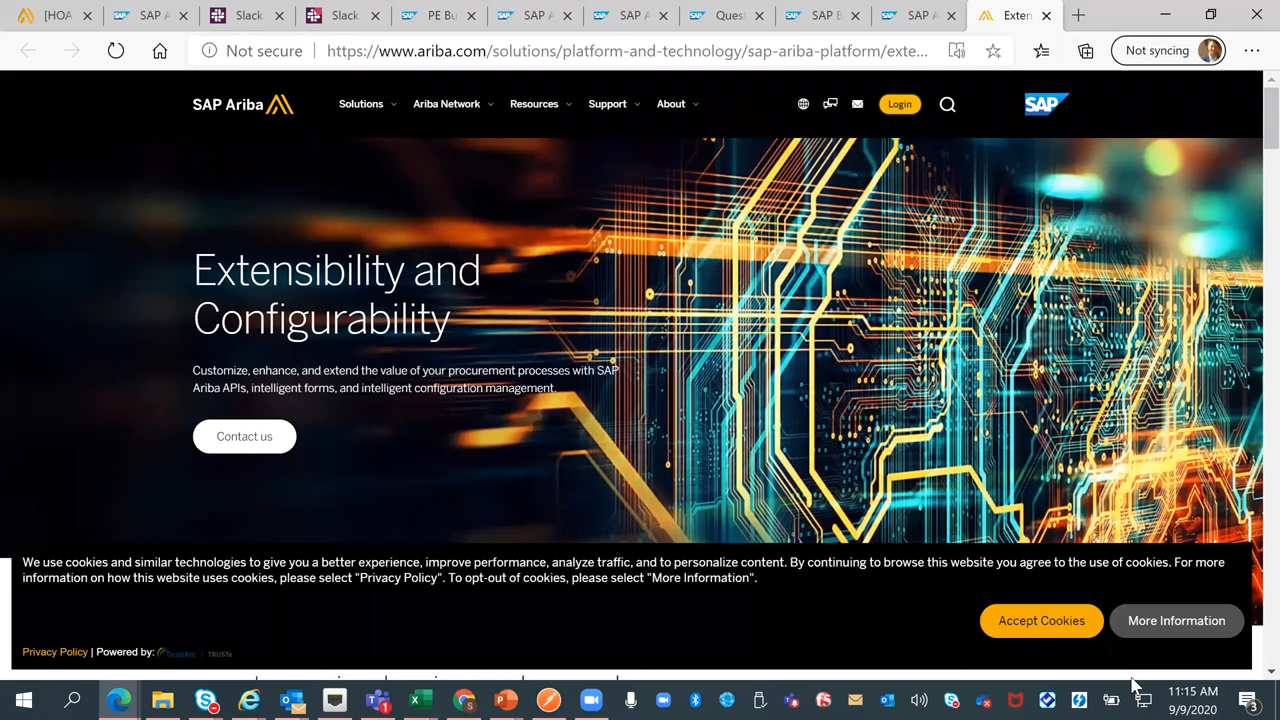 [HOA
SAP A
Slack
Slack
PE Bu
SAP A
SAP A
Quest
SAP B
SAP A
Exten
Not secure
https://www.ariba.com/solutions/platform-and-technology/sap-ariba-platform/exte...
Not syncing
SAP Ariba
Solutions
Ariba Network
Resources
Support
About
Login
SAP
Extensibility and
Configurability
Customize, enhance, and extend the value of your procurement processes with SAP
Ariba APIs, intelligent forms, and intelligent configuration management.
Contact us
We use cookies and similar technologies to give you a better experience, improve performance, analyze traffic, and to personalize content. By continuing to browse this website you agree to the use of cookies. For more
information on how this website uses cookies, please select "Privacy Policy". To opt-out of cookies, please select "More Information".
Accept Cookies
More Information
Privacy Policy | Powered by: TrustArc | TRUSTe
11:15 AM
9/9/2020
3